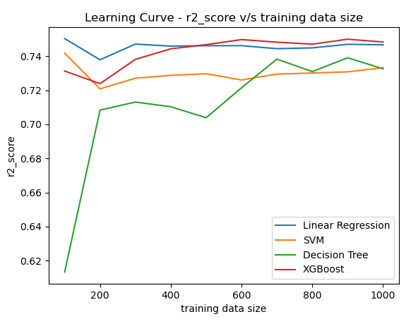 Learning Curve - r2_score v/s training data size
r2_score
0.74
0.72
0.70
0.68
0.66
0.64
0.62
Linear Regression
SVM
Decision Tree
XGBoost
200
400
600
800
1000
training data size